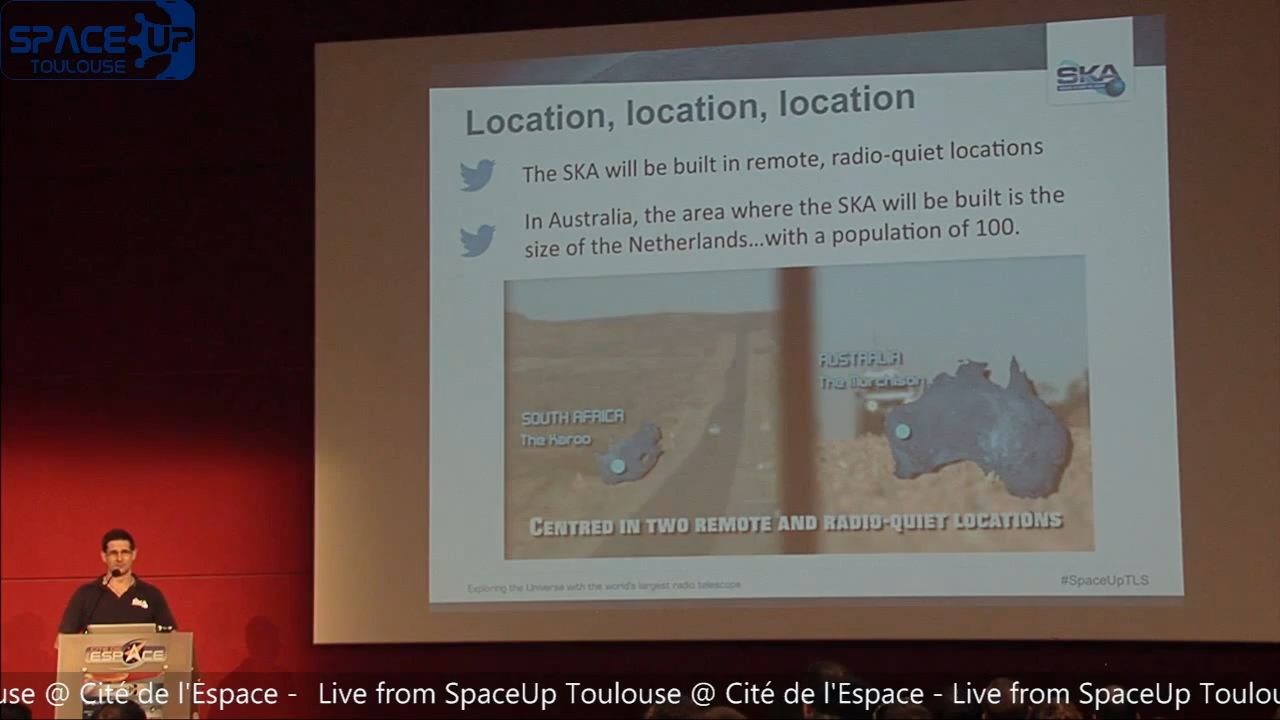 SPACE UP
TOULOUSE
SKA
Location, location, location
The SKA will be built in remote, radio-quiet locations
In Australia, the area where the SKA will be built is the
size of the Netherlands...with a population of 100.
AUSTRALIA
The Murchison
SOUTH AFRICA
The Karoo
CENTRED IN TWO REMOTE AND RADIO-QUIET LOCATIONS
Exploring the Universe with the world's largest radio telescope
#SpaceUpTLS
ESPACE
use @ Cité de l'Espace - Live from SpaceUp Toulouse @ Cité de l'Espace - Live from SpaceUp Toulou